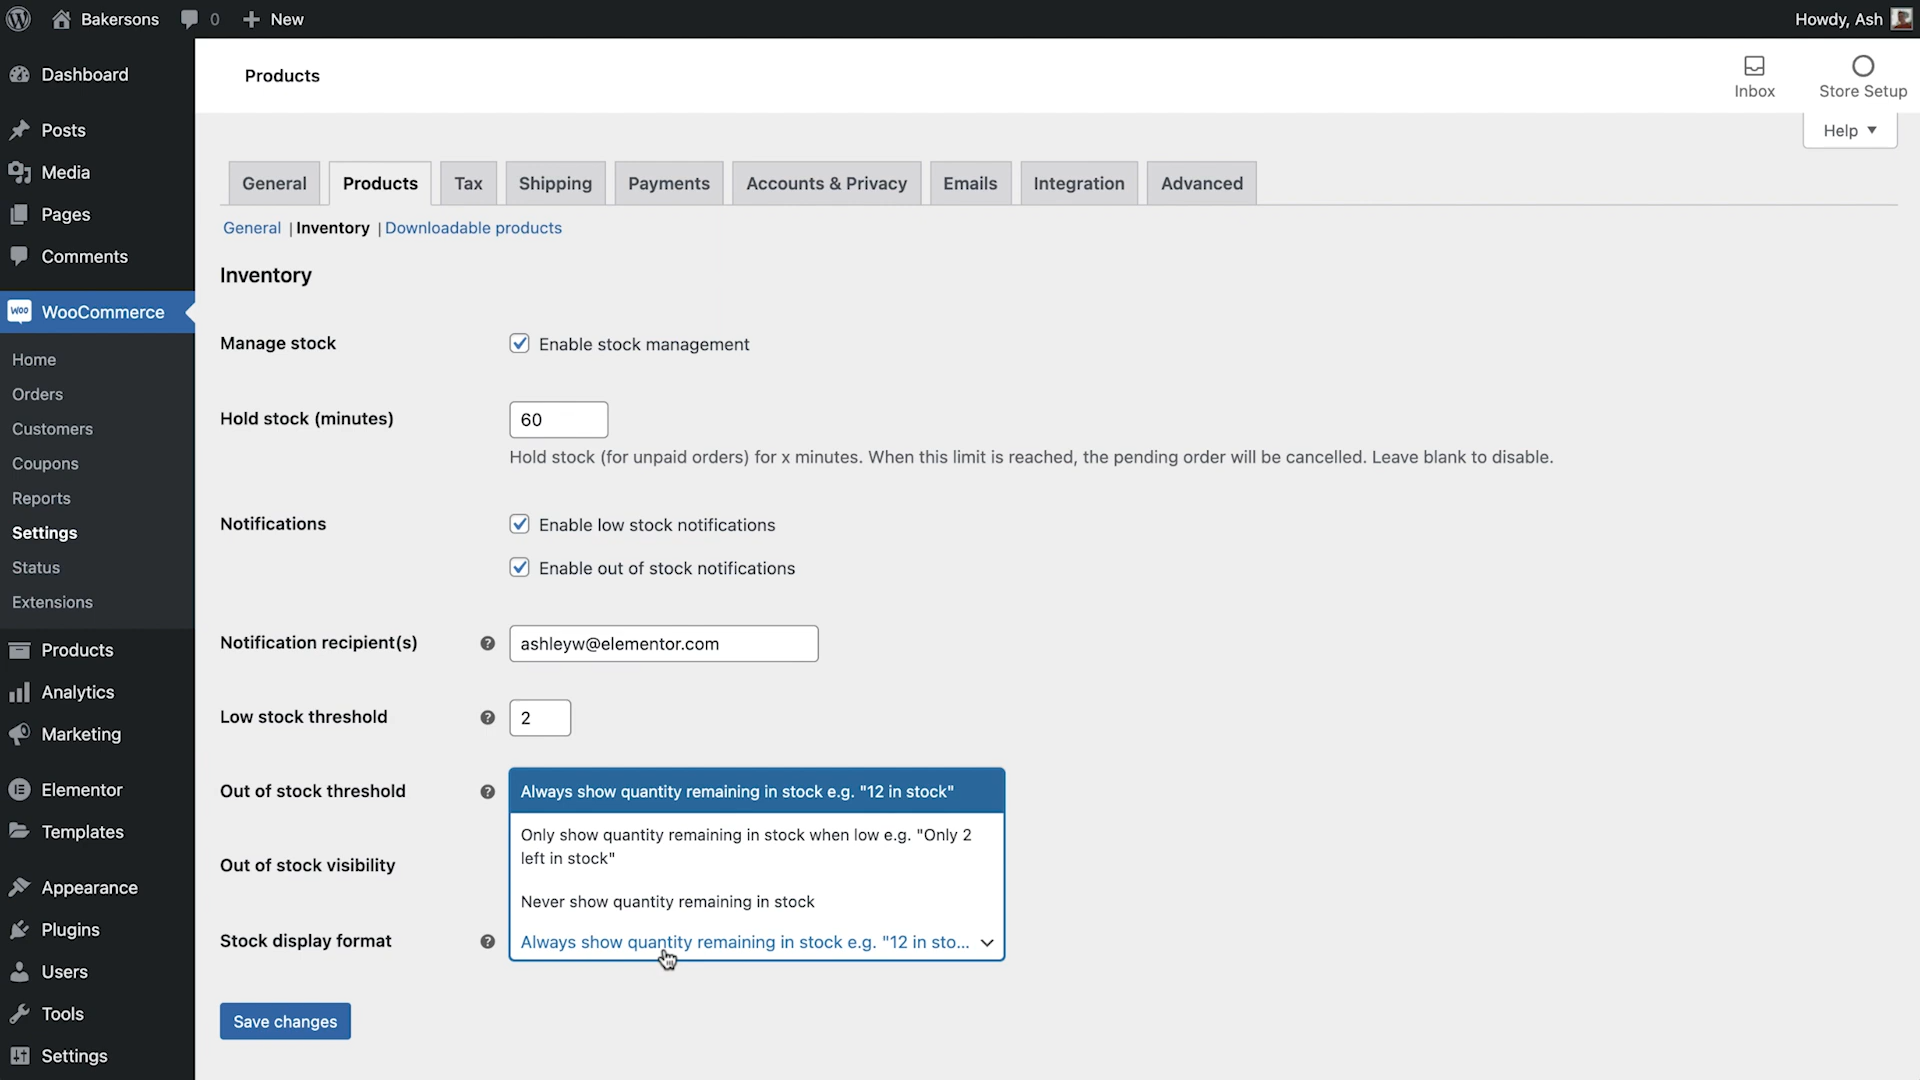 Bakersons
0
New
Howdy, Ash
Dashboard
Posts
Media
Pages
Comments
WOO
WooCommerce
Home
Orders
Customers
Coupons
Reports
Settings
Status
Extensions
Products
Analytics
Marketing
Elementor
Templates
Appearance
Plugins
Users
Tools
Settings
Products
Inbox
Store Setup
Help
General
Products
Tax
Shipping
Payments
Accounts & Privacy
Emails
Integration
Advanced
General | Inventory | Downloadable products
Inventory
Manage stock
Enable stock management
Hold stock (minutes)
60
Hold stock (for unpaid orders) for x minutes. When this limit is reached, the pending order will be cancelled. Leave blank to disable.
Notifications
Enable low stock notifications
Enable out of stock notifications
Notification recipient(s)
?
ashleyw@elementor.com
Low stock threshold
?
2
Out of stock threshold
?
Always show quantity remaining in stock e.g. "12 in stock"
Only show quantity remaining in stock when low e.g. "Only 2
left in stock"
Out of stock visibility
Never show quantity remaining in stock
Stock display format
?
Always show quantity remaining in stock e.g. "12 in sto...
Save changes